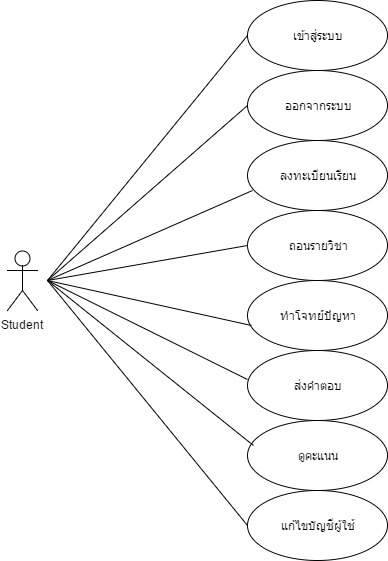 เข้าสู่ระบบ
ออกจากระบบ
ลงทะเบียนเรียน
ถอนรายวิชา
Student
ทำโจทย์ปัญหา
ส่งคำตอบ
ดูคะแนน
แก้ไขบัญชีผู้ใช้